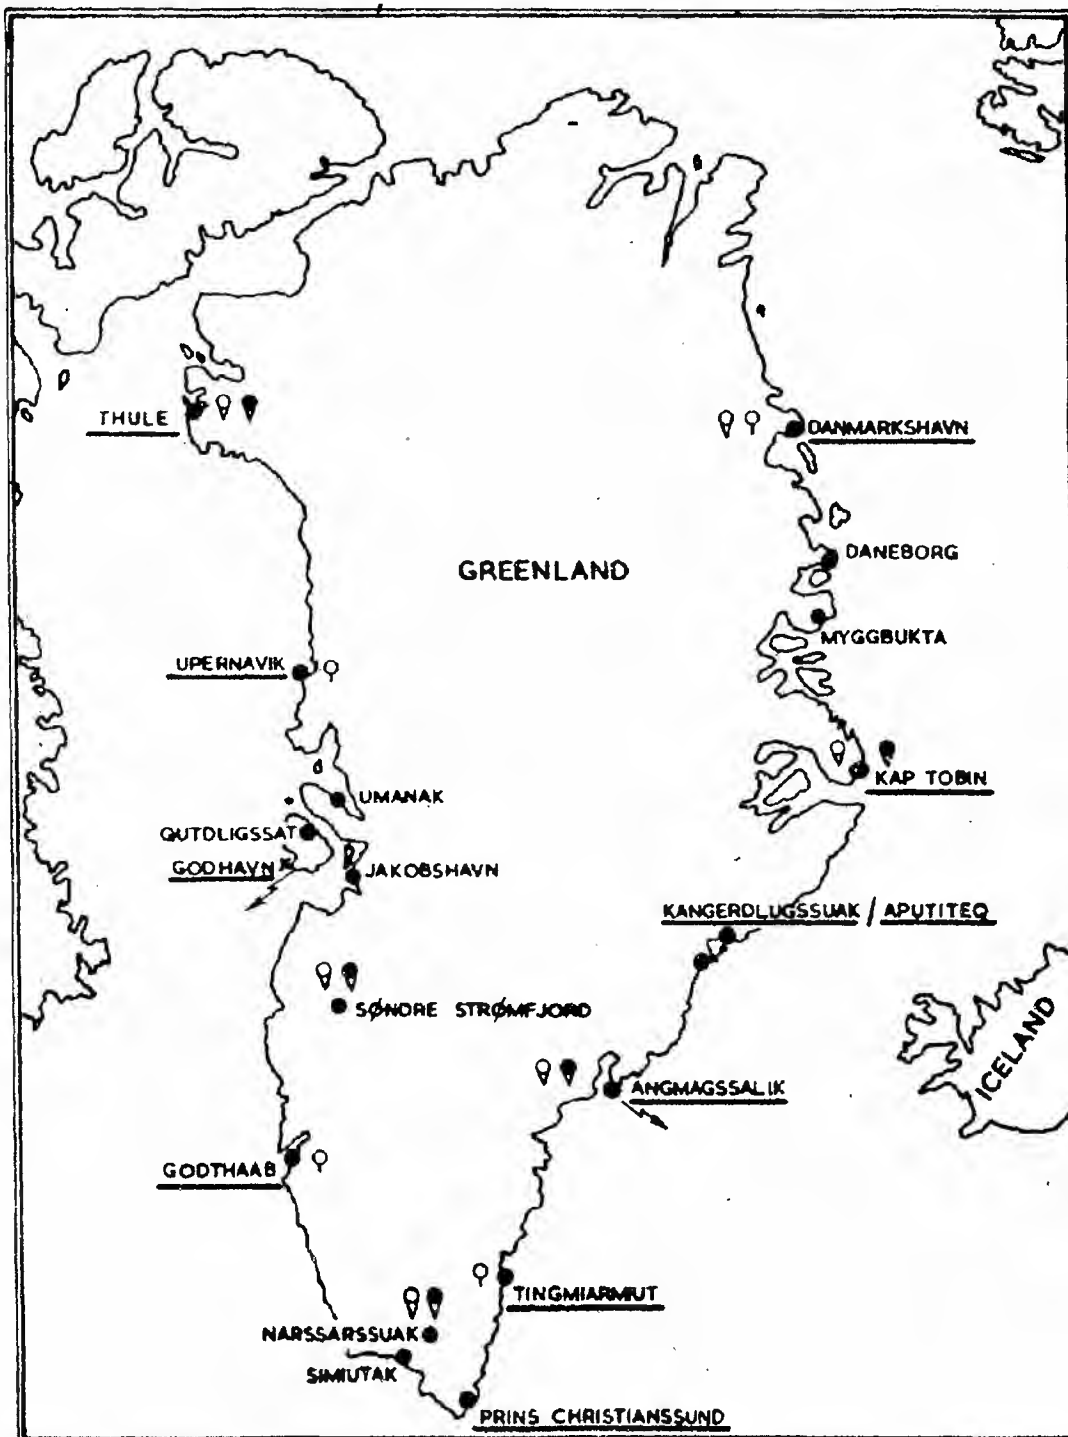 THULE
DANMARKSHAVN
DANEBORG
GREENLAND
MYGGBUKTA
UPERNAVIK
KAP TOBIN
UMANAK
QUTDLIGSSAT
GODHAVN
JAKOBSHAVN
KANGERDLUGSSUAK / APUTITEQ
SØNDRE STRØMFJORD
ICELAND
ANGMAGSSALIK
GODTHAAB
TINGMIARMIUT
NARSSARSSUAK
SIMIUTAK
PRINS CHRISTIANSSUND